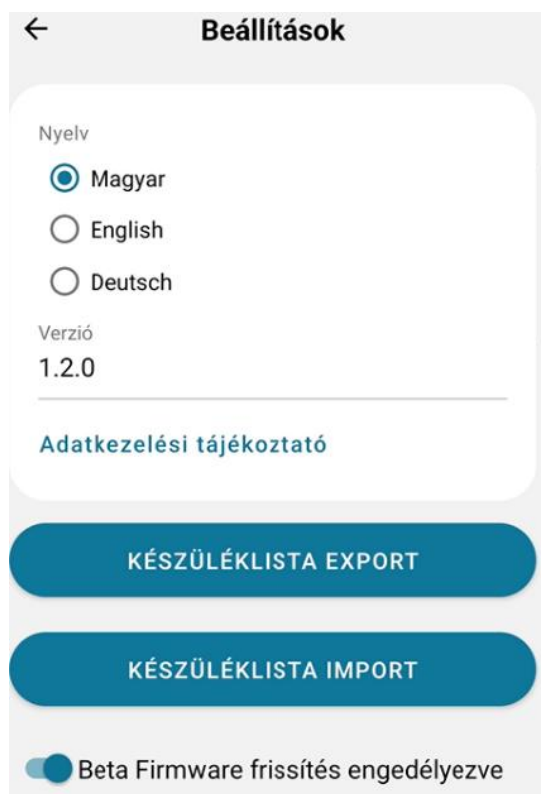 Beállítások
Nyelv
Magyar
English
Deutsch
Verzió
1.2.0
Adatkezelési tájékoztató
KÉSZÜLÉKLISTA EXPORT
KÉSZÜLÉKLISTA IMPORT
Beta Firmware frissítés engedélyezve